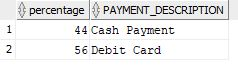 percentage PAYMENT_DESCRIPTION
1 44 Cash Payment
2 56 Debit Card